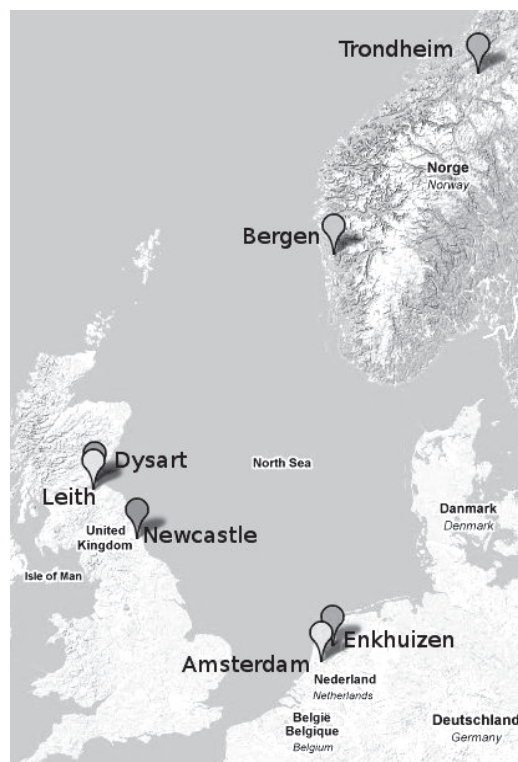 Trondheim
Norge
Norway
Bergen
Dysart
North Sea
Leith
Newcastle
United
Kingdom
Danmark
Denmark
Isle of Man
Enkhuizen
Amsterdam
Nederland
Netherlands
België
Belgique
Belgium
Deutschland
Germany